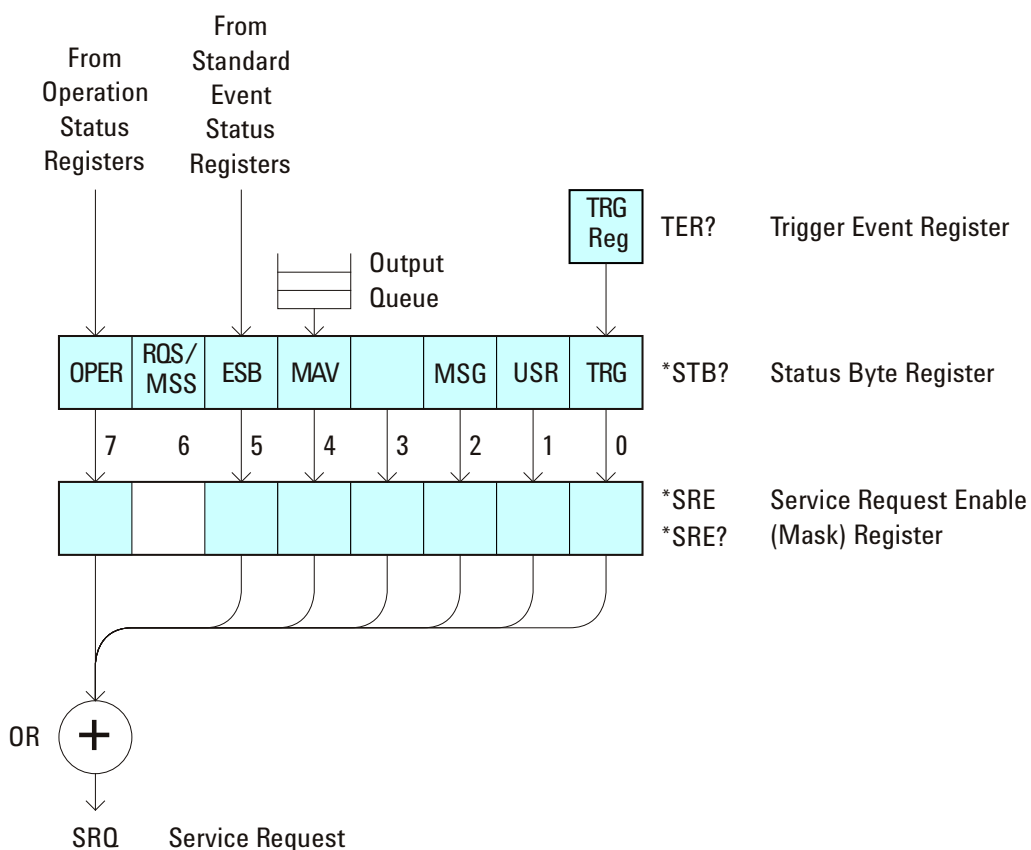 From
Operation
Status
Registers
From
Standard
Event
Status
Registers
Output
Queue
TRG
Reg
TER? Trigger Event Register
OPER RQS/ MSS ESB MAV MSG USR TRG *STB? Status Byte Register
7 6 5 4 3 2 1 0
*SRE Service Request Enable
*SRE? (Mask) Register
OR +
SRQ Service Request